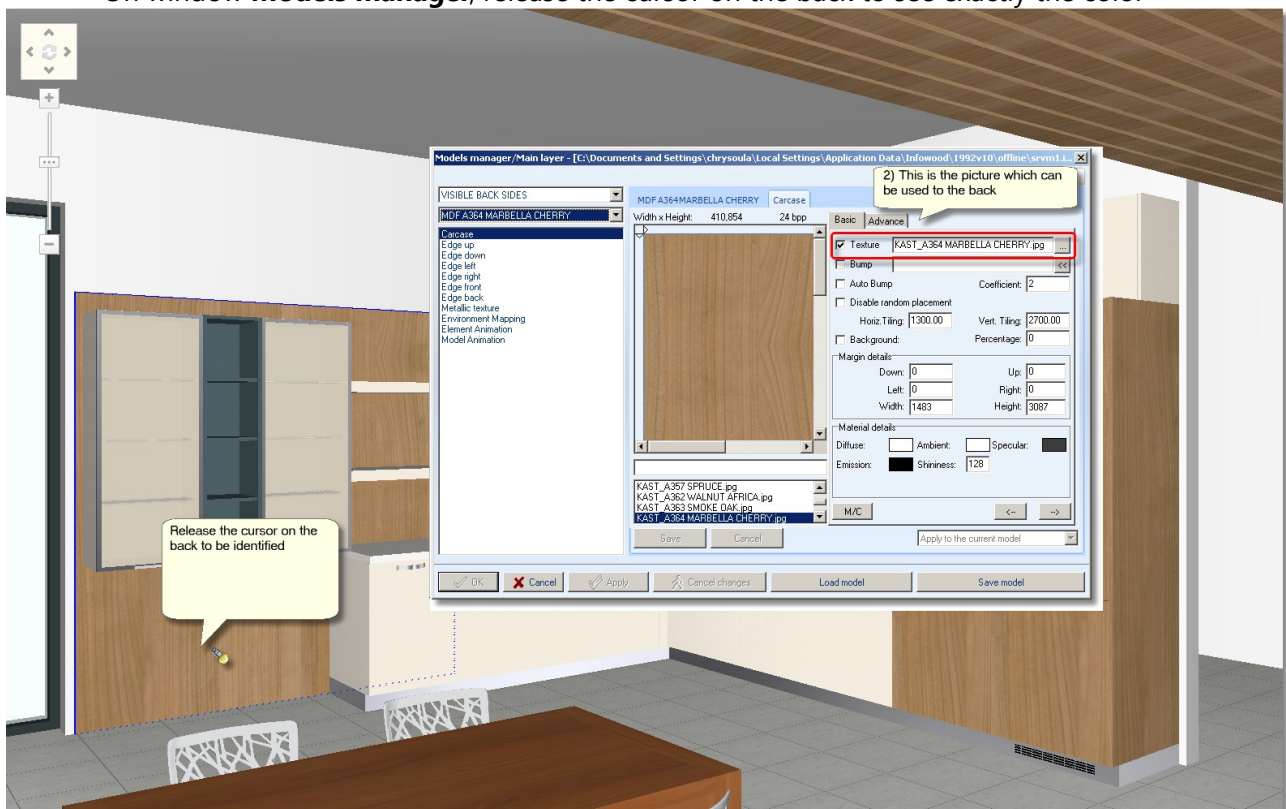 On window models manager, release the cursor on the back to see exactly the color
Models manager/Main layer - [C:\Documents and Settings\chrysoula\Local Settings\Application Data\Infowood\1992v10\offline\srvm1.i...
2) This is the picture which can
be used to the back
VISIBLE BACK SIDES
MDF A364 MARBELLA CHERRY
MDF A364 MARBELLA CHERRY Carcase
Width x Height: 410,854 24 bpp
Basic Advance
Carcase
Edge up
Edge down
Edge left
Edge right
Edge front
Edge back
Metallic texture
Environment Mapping
Element Animation
Model Animation
Texture KAST_A364 MARBELLA CHERRY.jpg ...
Bump <<
Auto Bump Coefficient: 2
Disable random placement
Horiz.Tiling: 1300.00 Vert. Tiling: 2700.00
Background: Percentage: 0
Margin details
Down: 0 Up: 0
Left: 0 Right: 0
Width: 1483 Height: 3087
Material details
Diffuse: Ambient: Specular:
Emission: Shininess: 128
KAST_A357 SPRUCE.jpg
KAST_A362 WALNUT AFRICA.jpg
KAST_A363 SMOKE OAK.jpg
KAST_A364 MARBELLA CHERRY.jpg
M/C <-- -->
Save Cancel Apply to the current model
OK Cancel Apply Cancel changes Load model Save model
Release the cursor on the
back to be identified